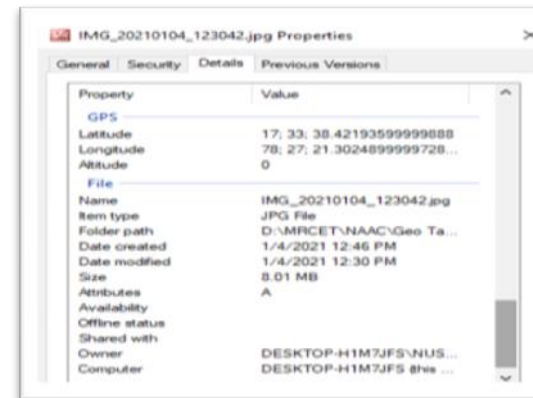 IMG_20210104_123042.jpg Properties
General Security Details Previous Versions
Property Value
GPS
Latitude 17; 33; 38.42193599999888
Longitude 78; 27; 21.3024899999728...
Altitude 0
File
Name IMG_20210104_123042.jpg
Item type JPG File
Folder path D:\MRCET\NAAC\Geo Ta...
Date created 1/4/2021 12:46 PM
Date modified 1/4/2021 12:30 PM
Size 8.01 MB
Attributes A
Availability
Offline status
Shared with
Owner DESKTOP-H1M7JFS\NUS...
Computer DESKTOP-H1M7JFS (this ...